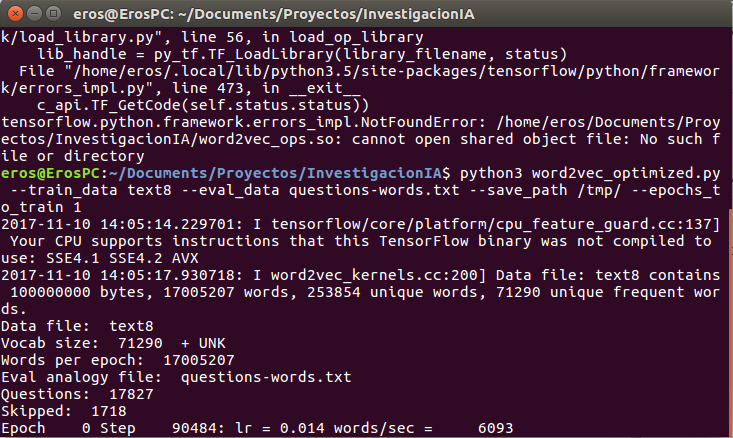 eros@ErosPC: ~/Documents/Proyectos/InvestigacionIA
k/load_library.py", line 56, in load_op_library
    lib_handle = py_tf.TF_LoadLibrary(library_filename, status)
  File "/home/eros/.local/lib/python3.5/site-packages/tensorflow/python/framewor
k/errors_impl.py", line 473, in __exit__
    c_api.TF_GetCode(self.status.status))
tensorflow.python.framework.errors_impl.NotFoundError: /home/eros/Documents/Proy
ectos/InvestigacionIA/word2vec_ops.so: cannot open shared object file: No such f
ile or directory
eros@ErosPC:~/Documents/Proyectos/InvestigacionIA$ python3 word2vec_optimized.py
 --train_data text8 --eval_data questions-words.txt --save_path /tmp/ --epochs_t
o_train 1
2017-11-10 14:05:14.229701: I tensorflow/core/platform/cpu_feature_guard.cc:137]
 Your CPU supports instructions that this TensorFlow binary was not compiled to
use: SSE4.1 SSE4.2 AVX
2017-11-10 14:05:17.930718: I word2vec_kernels.cc:200] Data file: text8 contains
 100000000 bytes, 17005207 words, 253854 unique words, 71290 unique frequent wor
ds.
Data file:  text8
Vocab size:  71290  + UNK
Words per epoch:  17005207
Eval analogy file:  questions-words.txt
Questions:  17827
Skipped:  1718
Epoch    0 Step    90484: lr = 0.014 words/sec =     6093